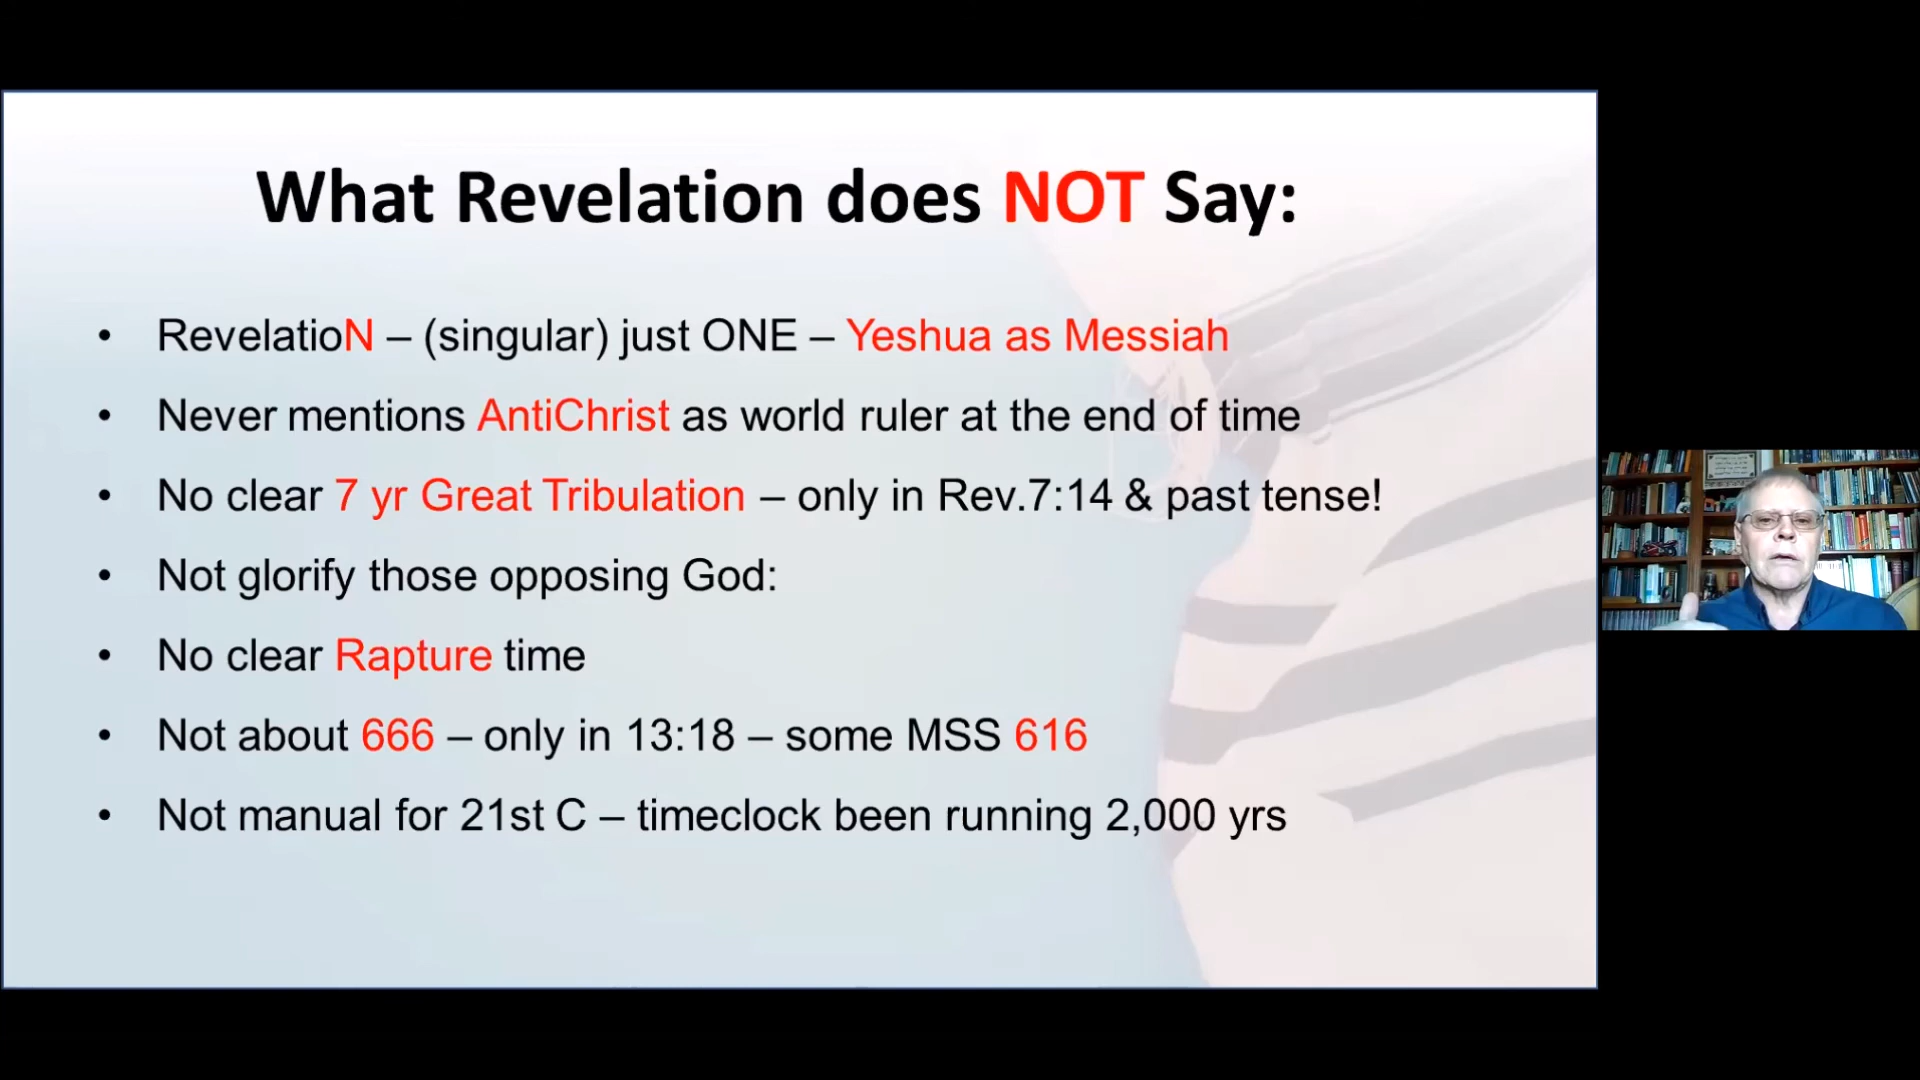 What Revelation does NOT Say:
• RevelatioN – (singular) just ONE – Yeshua as Messiah
• Never mentions AntiChrist as world ruler at the end of time
• No clear 7 yr Great Tribulation – only in Rev.7:14 & past tense!
• Not glorify those opposing God:
• No clear Rapture time
• Not about 666 – only in 13:18 – some MSS 616
• Not manual for 21st C – timeclock been running 2,000 yrs